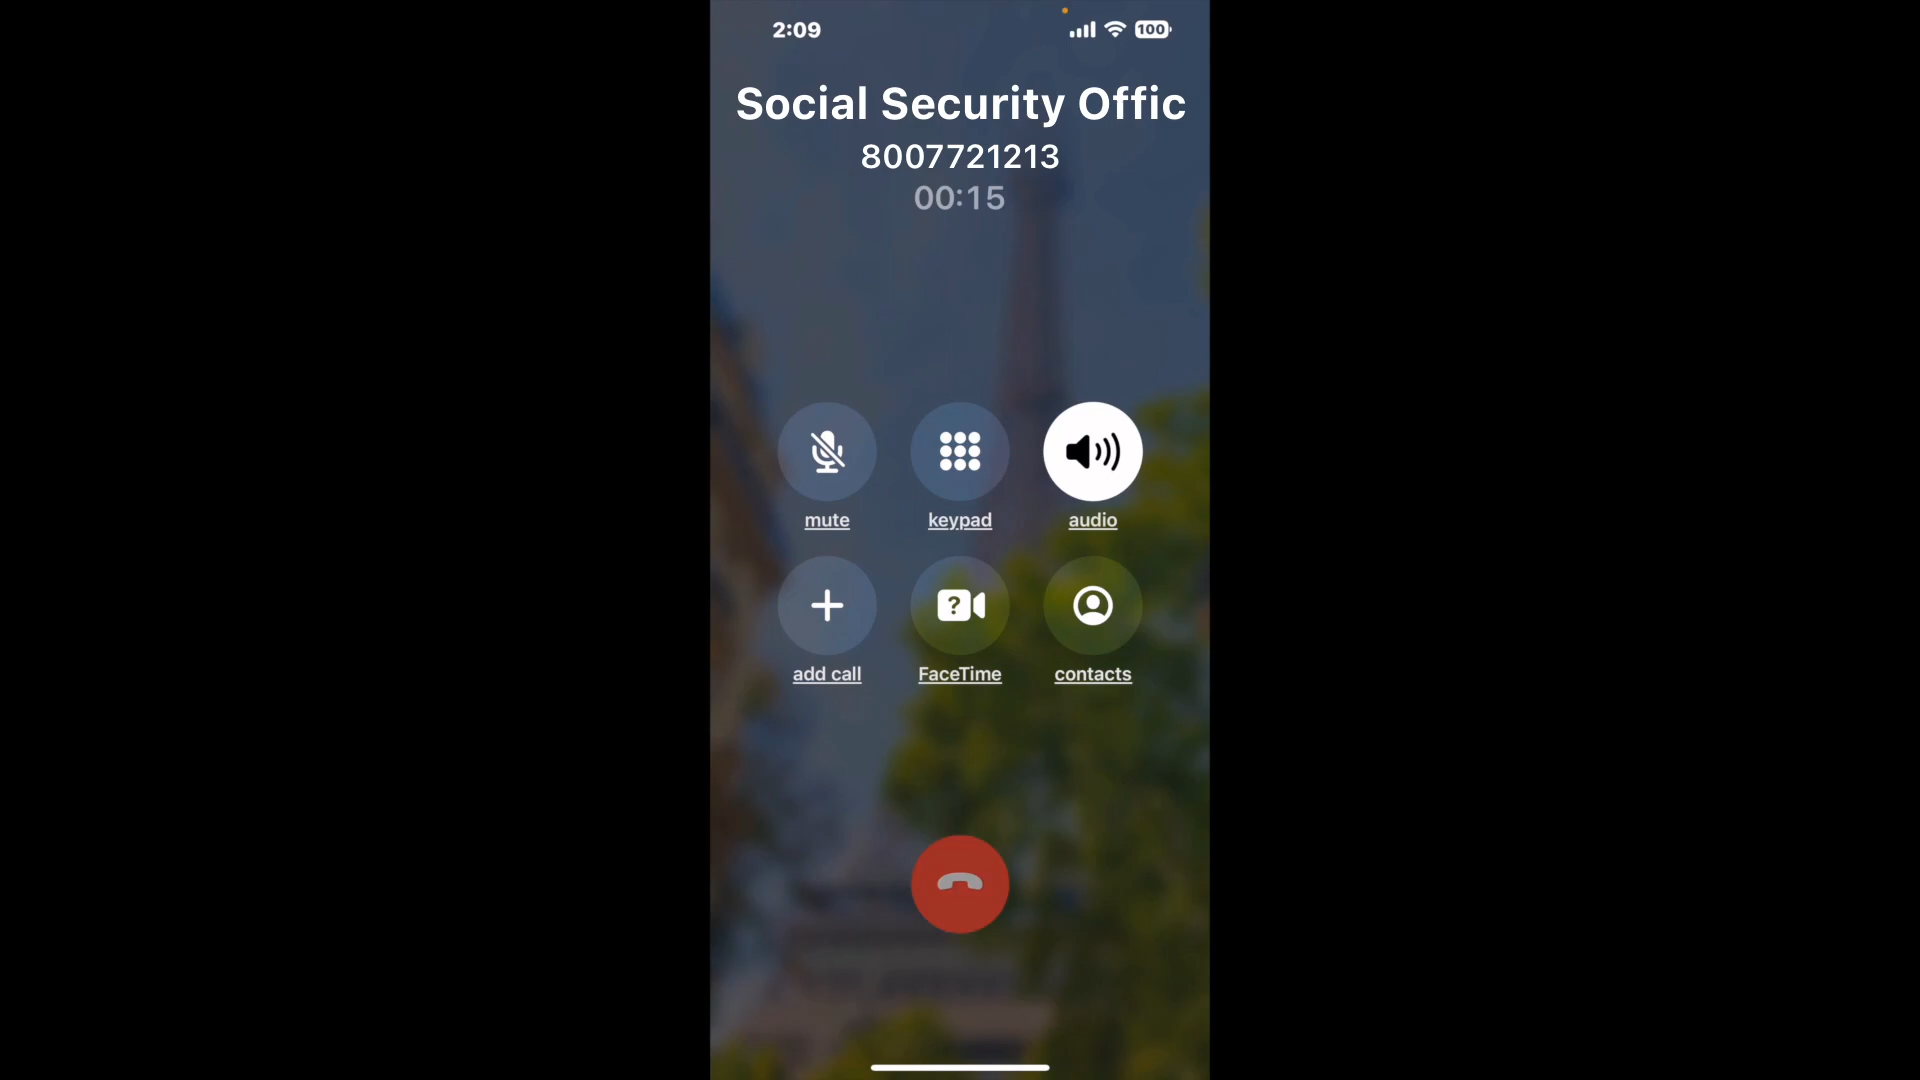 2:09
100
Social Security Offic
8007721213
00:15
mute
keypad
audio
?
add call
FaceTime
contacts